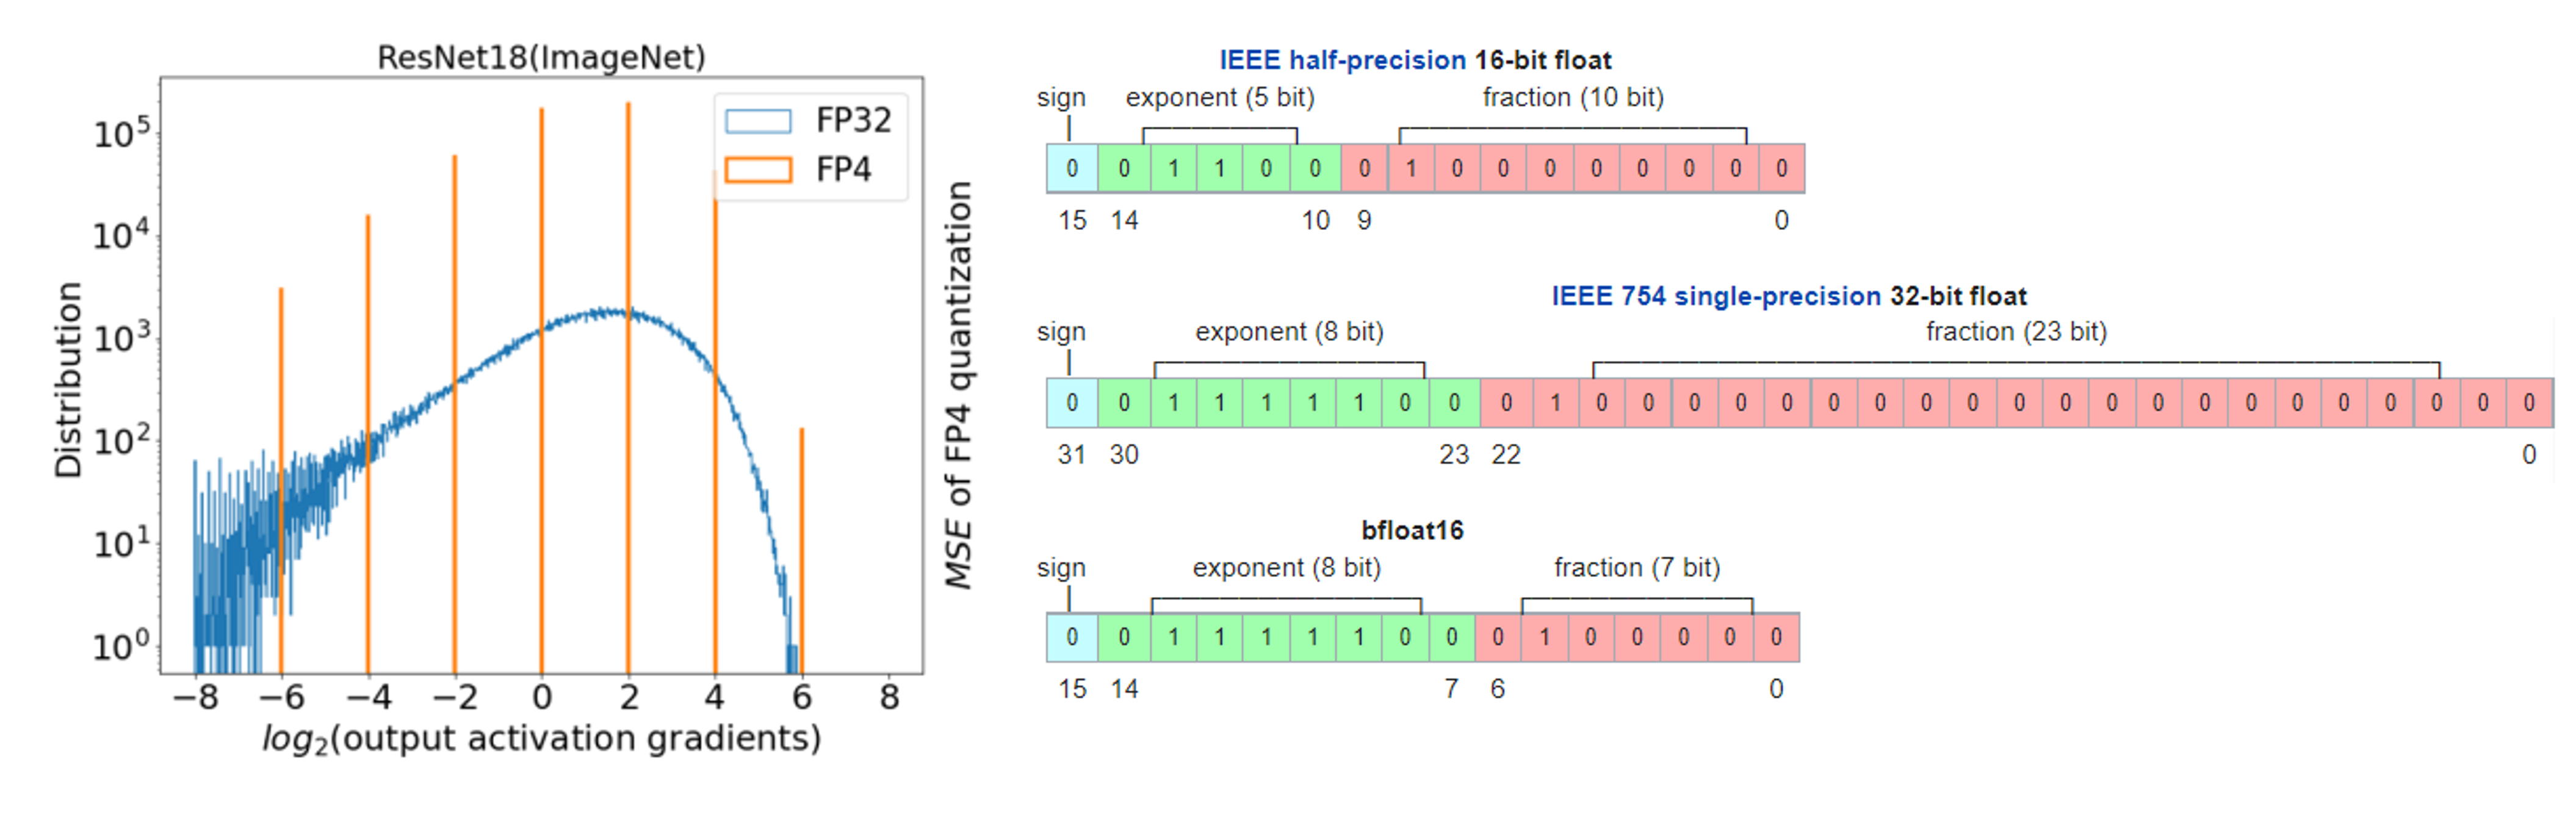 ResNet18(ImageNet)
FP32
FP4
10^5
10^4
10^3
10^2
10^1
10^0
Distribution
−8 −6 −4 −2 0 2 4 6 8
log_2(output activation gradients)
MSE of FP4 quantization
IEEE half-precision 16-bit float
sign exponent (5 bit) fraction (10 bit)
0 0 1 1 0 0 0 1 0 0 0 0 0 0 0 0
15 14 10 9 0
IEEE 754 single-precision 32-bit float
sign exponent (8 bit) fraction (23 bit)
0 0 1 1 1 1 1 0 0 0 1 0 0 0 0 0 0 0 0 0 0 0 0 0 0 0 0 0 0 0 0 0
31 30 23 22 0
bfloat16
sign exponent (8 bit) fraction (7 bit)
0 0 1 1 1 1 1 0 0 0 1 0 0 0 0 0
15 14 7 6 0